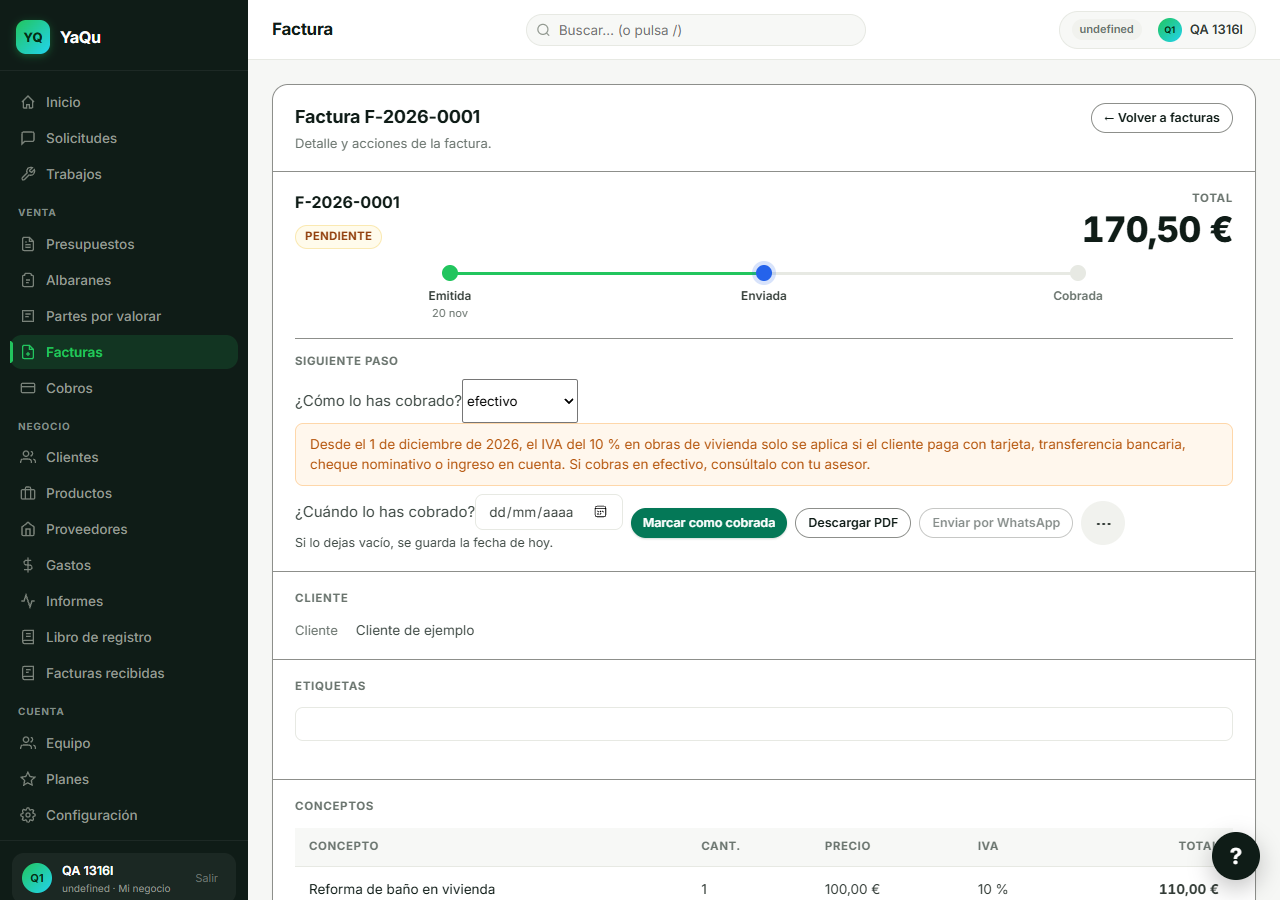 YQ YaQu
Inicio
Solicitudes
Trabajos
VENTA
Presupuestos
Albaranes
Partes por valorar
Facturas
Cobros
NEGOCIO
Clientes
Productos
Proveedores
Gastos
Informes
Libro de registro
Facturas recibidas
CUENTA
Equipo
Planes
Configuración
Q1 QA 1316I
undefined · Mi negocio
Salir
Factura
Buscar... (o pulsa /)
undefined Q1 QA 1316I
Factura F-2026-0001
Detalle y acciones de la factura.
← Volver a facturas
F-2026-0001
PENDIENTE
TOTAL
170,50 €
Emitida
20 nov
Enviada
Cobrada
SIGUIENTE PASO
¿Cómo lo has cobrado? efectivo
Desde el 1 de diciembre de 2026, el IVA del 10 % en obras de vivienda solo se aplica si el cliente paga con tarjeta, transferencia bancaria,
cheque nominativo o ingreso en cuenta. Si cobras en efectivo, consúltalo con tu asesor.
¿Cuándo lo has cobrado? dd/mm/aaaa
Si lo dejas vacío, se guarda la fecha de hoy.
Marcar como cobrada
Descargar PDF
Enviar por WhatsApp
...
CLIENTE
Cliente Cliente de ejemplo
ETIQUETAS
CONCEPTOS
CONCEPTO CANT. PRECIO IVA TOTAL
Reforma de baño en vivienda 1 100,00 € 10 % 110,00 €
?